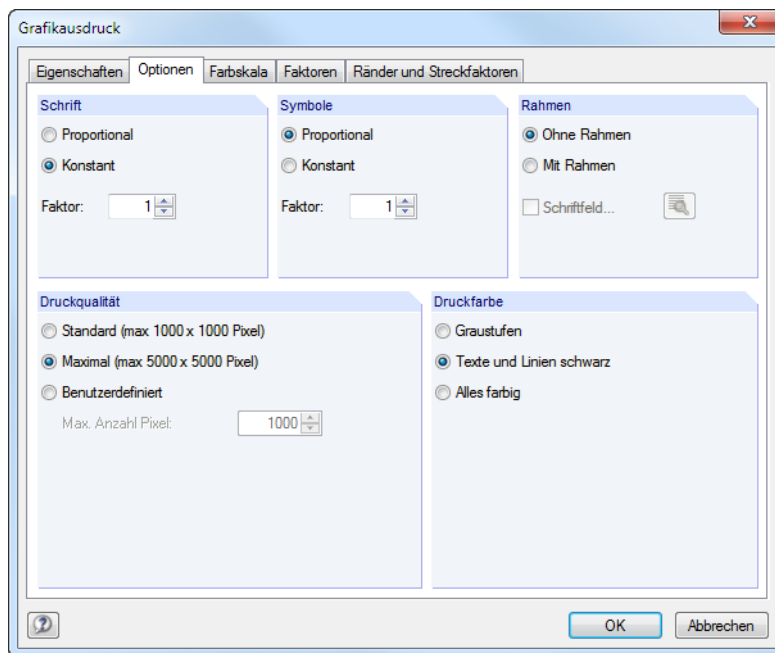 Grafikausdruck
Eigenschaften Optionen Farbskala Faktoren Ränder und Streckfaktoren
Schrift
Proportional
Konstant
Faktor: 1
Symbole
Proportional
Konstant
Faktor: 1
Rahmen
Ohne Rahmen
Mit Rahmen
Schriftfeld...
Druckqualität
Standard (max 1000 x 1000 Pixel)
Maximal (max 5000 x 5000 Pixel)
Benutzerdefiniert
Max. Anzahl Pixel: 1000
Druckfarbe
Graustufen
Texte und Linien schwarz
Alles farbig
OK Abbrechen